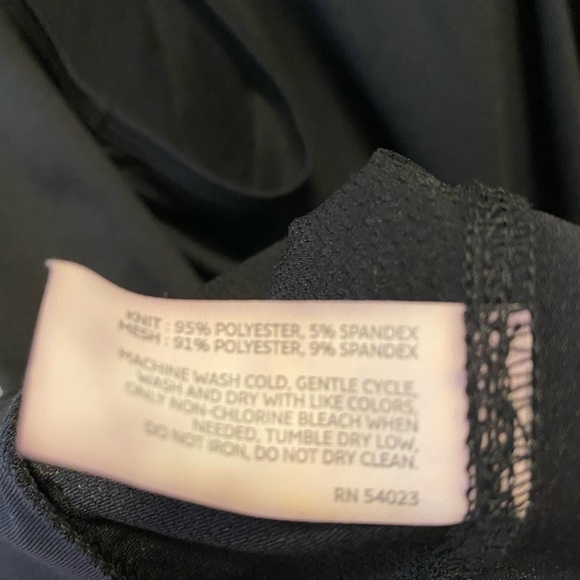 KNIT : 95% POLYESTER, 5% SPANDEX
MESH : 91% POLYESTER, 9% SPANDEX
MACHINE WASH COLD, GENTLE CYCLE,
WASH AND DRY WITH LIKE COLORS,
ONLY NON-CHLORINE BLEACH WHEN
NEEDED, TUMBLE DRY LOW,
DO NOT IRON, DO NOT DRY CLEAN.
RN 54023